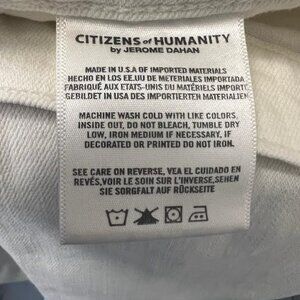 CITIZENS of HUMANITY
by JEROME DAHAN
MADE IN U.S.A OF IMPORTED MATERIALS
HECHO EN LOS EE.UU DE MATERIALES IMPORTADA
FABRIQUÉ AUX ETATS-UNIS DU MATÉRIELS IMPORTÉ
GEBILDET IN USA DES IMPORTIERTEN MATERIALIEN
MACHINE WASH COLD WITH LIKE COLORS,
INSIDE OUT, DO NOT BLEACH, TUMBLE DRY
LOW, IRON MEDIUM IF NECESSARY, IF
DECORATED OR PRINTED DO NOT IRON.
SEE CARE ON REVERSE, VEA EL CUIDADO EN
REVÉS, VOIR LE SOIN SUR L'INVERSE, SEHEN
SIE SORGFALT AUF RÜCKSEITE